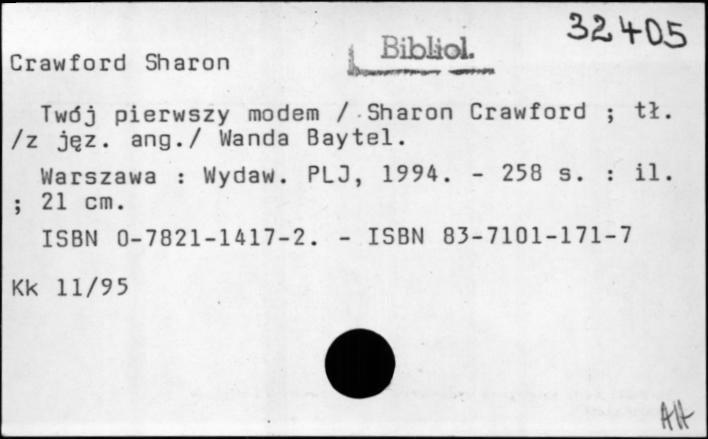 32405
Bibliol.
Crawford Sharon
Twój pierwszy modem / Sharon Crawford ; tł.
/z jęz. ang./ Wanda Baytel.
Warszawa : Wydaw. PLJ, 1994. - 258 s. : il.
; 21 cm.
ISBN 0-7821-1417-2. - ISBN 83-7101-171-7
Kk 11/95
AH